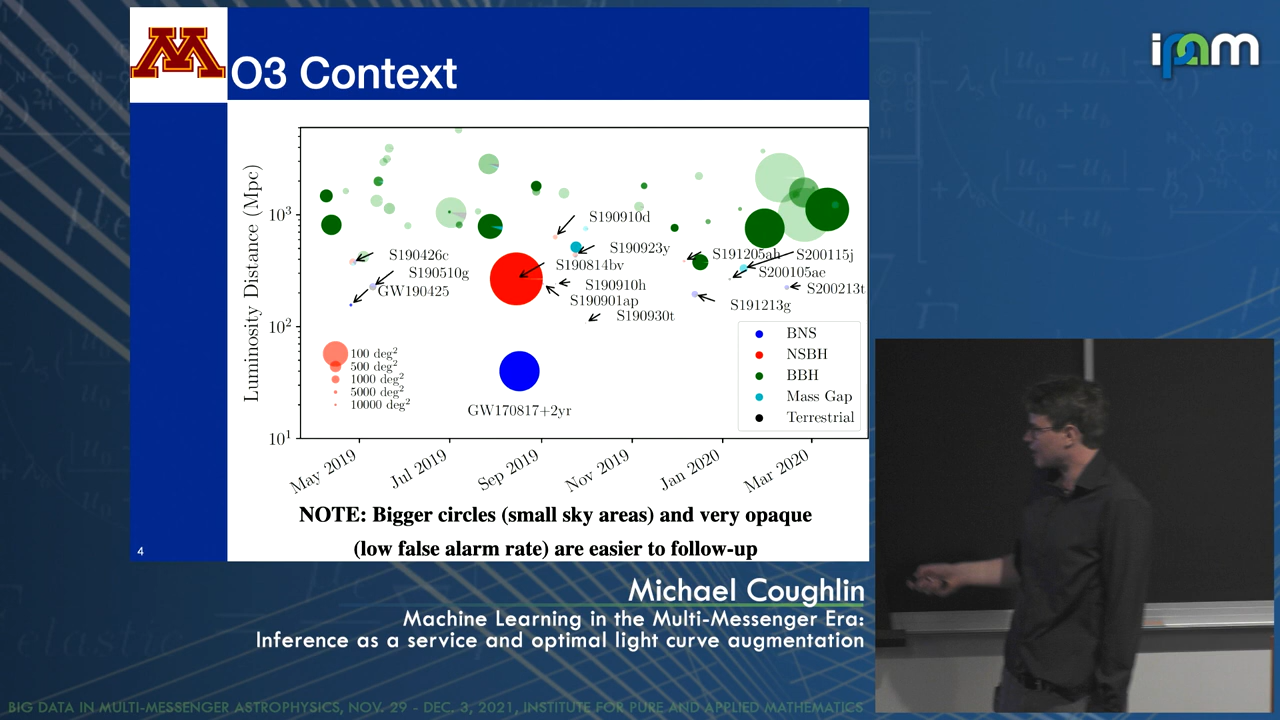 M
O3 Context
ipam
Luminosity Distance (Mpc)
10³
10²
10¹
S190910d
S190923y
S190426c
S190510g
GW190425
S190814bv
S190910h
S190901ap
S190930t
S191205ah
S200115j
S200105ae
S200213t
S191213g
100 deg²
500 deg²
1000 deg²
5000 deg²
10000 deg²
GW170817+2yr
BNS
NSBH
BBH
Mass Gap
Terrestrial
May 2019
Jul 2019
Sep 2019
Nov 2019
Jan 2020
Mar 2020
NOTE: Bigger circles (small sky areas) and very opaque
(low false alarm rate) are easier to follow-up
4
Michael Coughlin
Machine Learning in the Multi-Messenger Era:
Inference as a service and optimal light curve augmentation
BIG DATA IN MULTI-MESSENGER ASTROPHYSICS, NOV. 29 - DEC. 3, 2021, INSTITUTE FOR PURE AND APPLIED MATHEMATICS